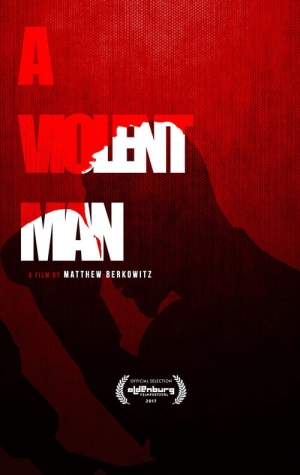 A
VIOLENT
MAN
A FILM BY MATTHEW BERKOWITZ
OFFICIAL SELECTION
oldenburg
FILMFESTIVAL
2017